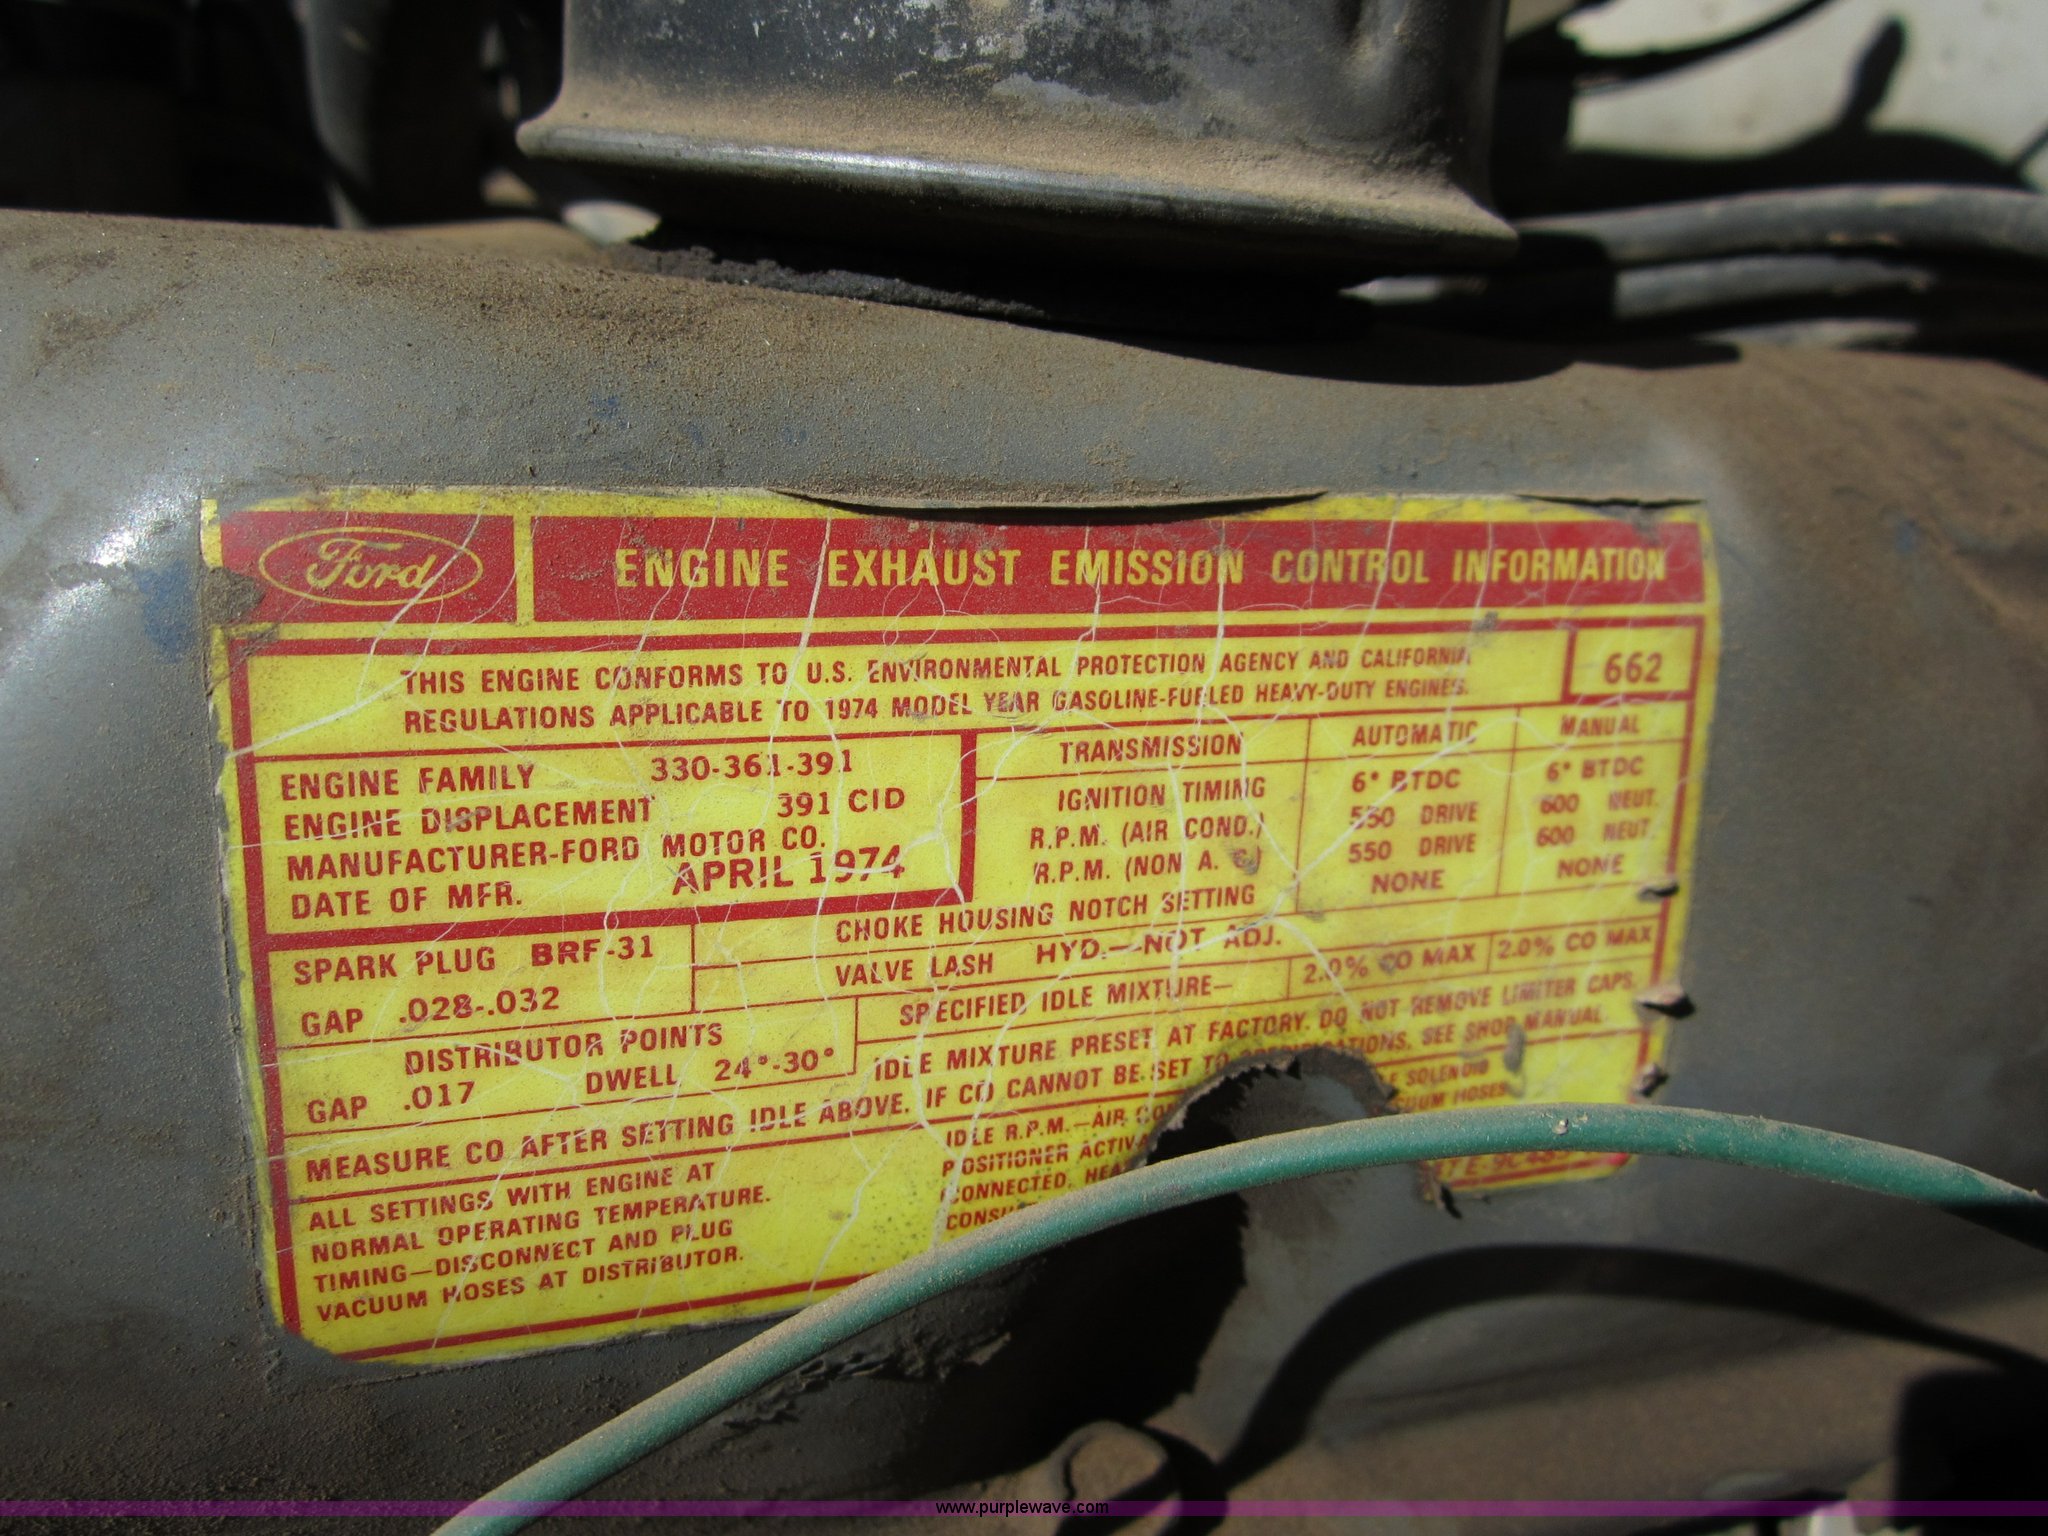 Ford ENGINE EXHAUST EMISSION CONTROL INFORMATION
THIS ENGINE CONFORMS TO U.S. ENVIRONMENTAL PROTECTION AGENCY AND CALIFORNIA
REGULATIONS APPLICABLE TO 1974 MODEL YEAR GASOLINE-FUELED HEAVY-DUTY ENGINES.
662
ENGINE FAMILY 330-361-391
ENGINE DISPLACEMENT 391 CID
MANUFACTURER-FORD MOTOR CO.
DATE OF MFR. APRIL 1974
TRANSMISSION AUTOMATIC MANUAL
IGNITION TIMING 6° BTDC 6° BTDC
R.P.M. (AIR COND.) 550 DRIVE 600 NEUT.
R.P.M. (NON A. C.) 550 DRIVE 600 NEUT.
CHOKE HOUSING NOTCH SETTING NONE NONE
SPARK PLUG BRF-31
GAP .028-.032
VALVE LASH HYD.—NOT ADJ.
SPECIFIED IDLE MIXTURE— 2.0% CO MAX 2.0% CO MAX
DISTRIBUTOR POINTS
GAP .017 DWELL 24°-30°
IDLE MIXTURE PRESET AT FACTORY. DO NOT REMOVE LIMITER CAPS.
MEASURE CO AFTER SETTING IDLE ABOVE. IF CO CANNOT BE SET TO SPECIFICATIONS, SEE SHOP MANUAL
ALL SETTINGS WITH ENGINE AT
NORMAL OPERATING TEMPERATURE.
TIMING—DISCONNECT AND PLUG
VACUUM HOSES AT DISTRIBUTOR.
IDLE R.P.M.—AIR SOLENOID
POSITIONER HOSES
CONNECTED,
www.purplewave.com